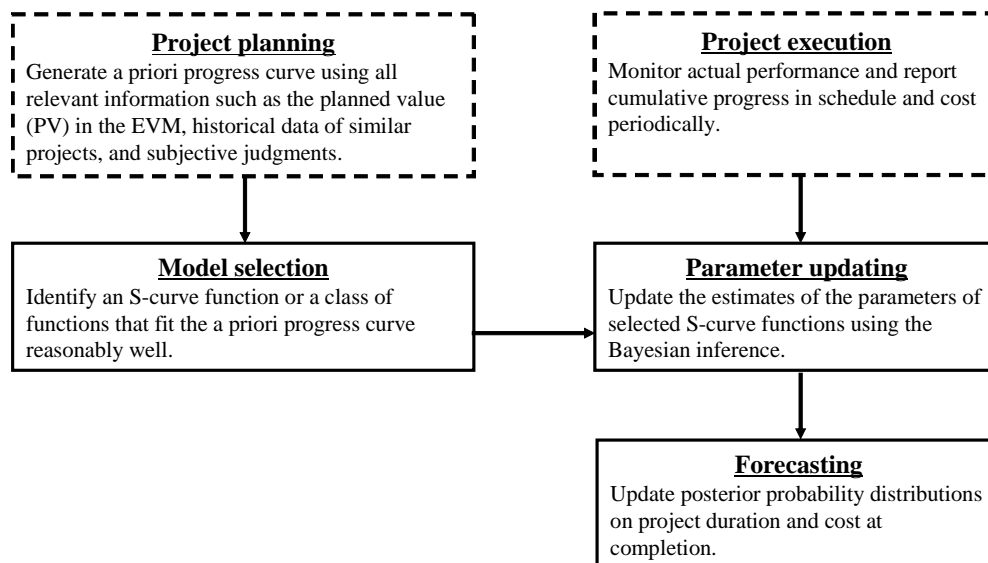 Project planning
Generate a priori progress curve using all
relevant information such as the planned value
(PV) in the EVM, historical data of similar
projects, and subjective judgments.
Project execution
Monitor actual performance and report
cumulative progress in schedule and cost
periodically.
Model selection
Identify an S-curve function or a class of
functions that fit the a priori progress curve
reasonably well.
Parameter updating
Update the estimates of the parameters of
selected S-curve functions using the
Bayesian inference.
Forecasting
Update posterior probability distributions
on project duration and cost at
completion.